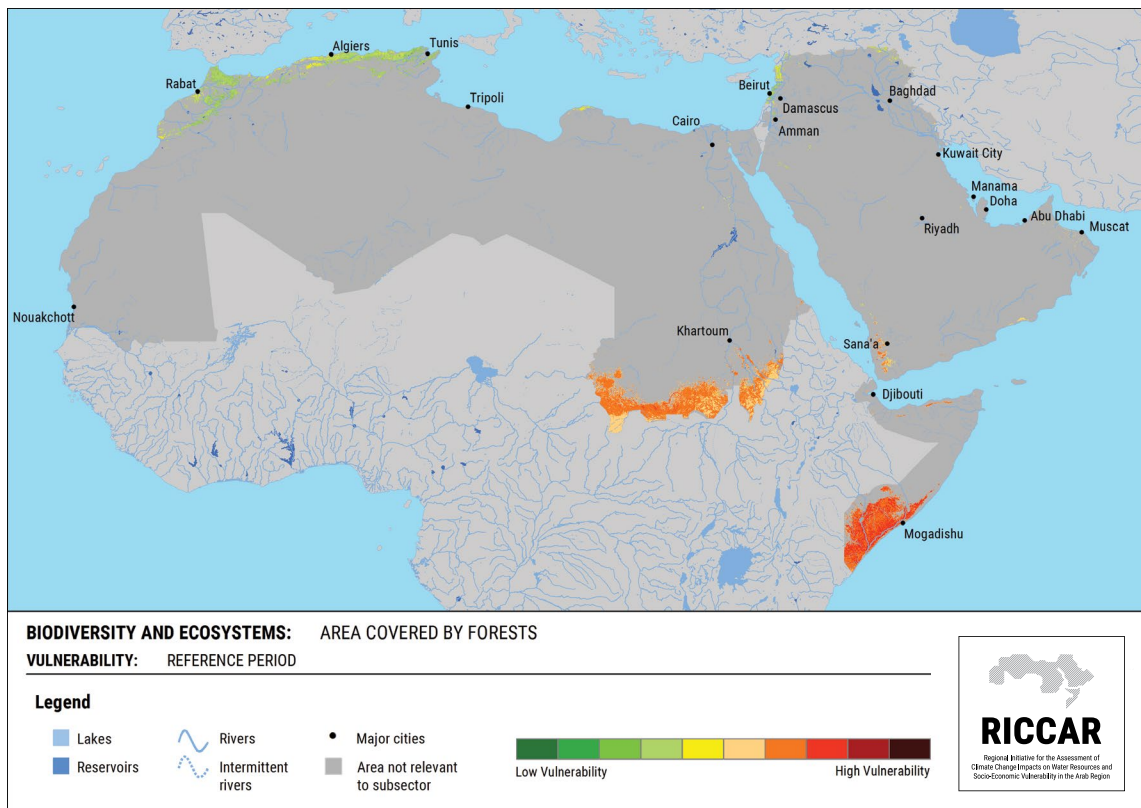 Algiers
Tunis
Rabat
Tripoli
Beirut
Damascus
Baghdad
Amman
Cairo
Kuwait City
Manama
Doha
Abu Dhabi
Muscat
Riyadh
Nouakchott
Khartoum
Sana'a
Djibouti
Mogadishu
BIODIVERSITY AND ECOSYSTEMS: AREA COVERED BY FORESTS
VULNERABILITY: REFERENCE PERIOD
Legend
Lakes
Reservoirs
Rivers
Intermittent
rivers
Major cities
Area not relevant
to subsector
Low Vulnerability
High Vulnerability
RICCAR
Regional Initiative for the Assessment of
Climate Change Impacts on Water Resources and
Socio-Economic Vulnerability in the Arab Region